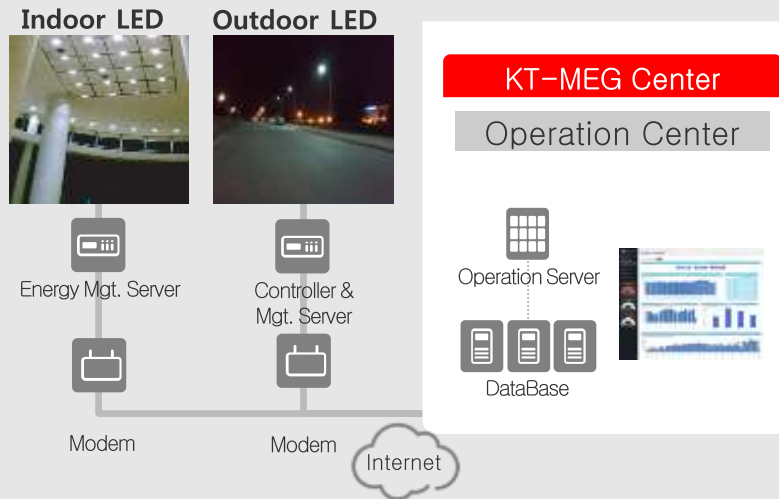 Indoor LED
Outdoor LED
KT-MEG Center
Operation Center
Energy Mgt. Server
Controller &
Mgt. Server
Operation Server
DataBase
Modem
Modem
Internet